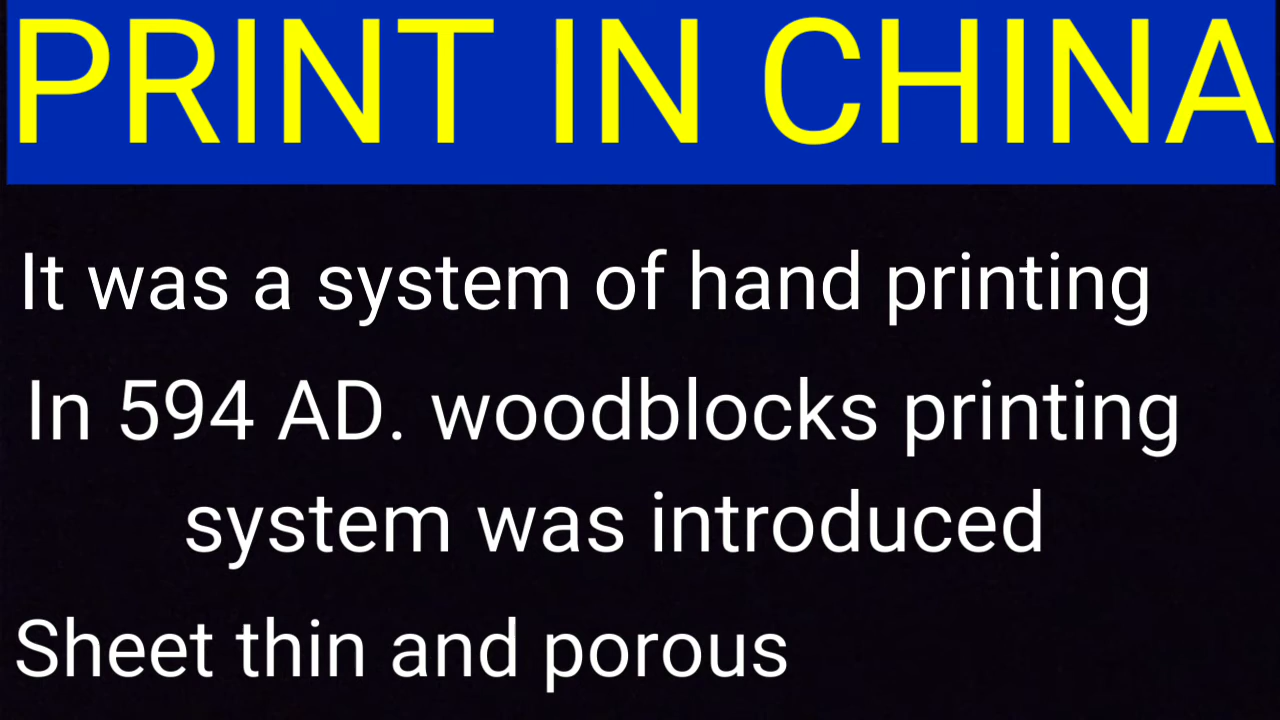 PRINT IN CHINA
It was a system of hand printing
In 594 AD. woodblocks printing
system was introduced
Sheet thin and porous